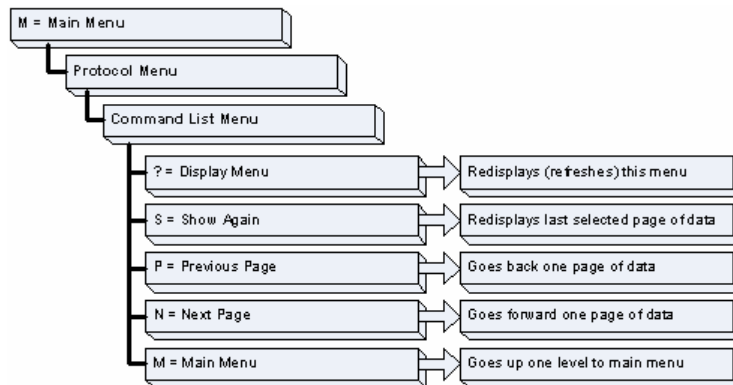 M = Main Menu
Protocol Menu
Command List Menu
? = Display Menu
Redisplays (refreshes) this menu
S = Show Again
Redisplays last selected page of data
P = Previous Page
Goes back one page of data
N = Next Page
Goes forward one page of data
M = Main Menu
Goes up one level to main menu